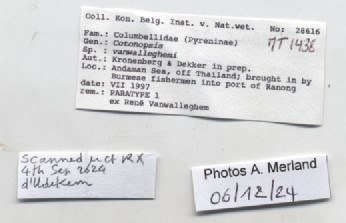 Coll. Kon. Belg. Inst. v. Nat.wet. No: 28616
MT 1438
Fam.: Columbellidae (Pyreninae)
Gen.: Cotonopsis
Sp. : vanwalleghemi
Aut.: Kronenberg & Dekker in prep.
Loc.: Andaman Sea, off Thailand; brought in by
Burmese fishermen into port of Ranong
date: VII 1997
rem.: PARATYPE 1
ex René Vanwalleghem
Scanned µct RX
4th Sep 2024
d'Udekem
Photos A. Merland
06/12/24